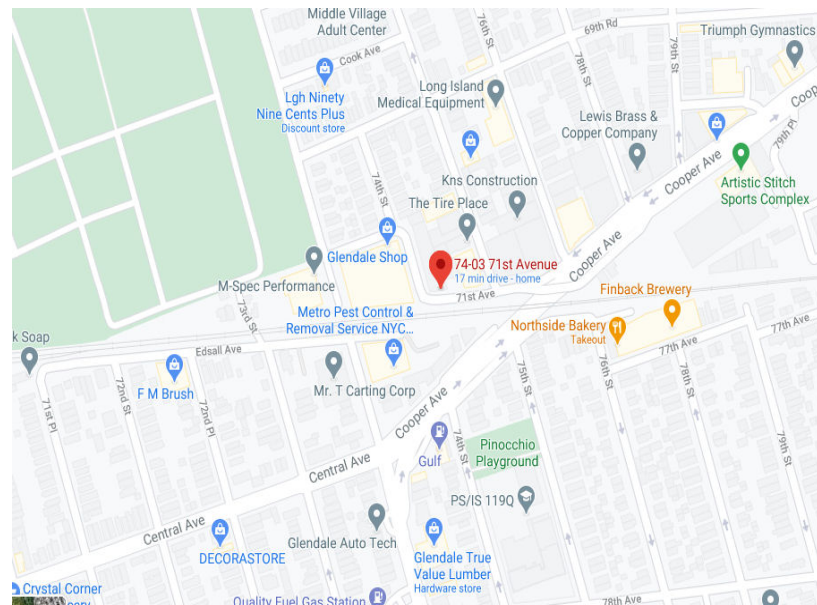 Middle Village
Adult Center
76th St
69th Rd
Triumph Gymnastics
Cook Ave
79th St
Long Island
Medical Equipment
78th St
Coop
Lgh Ninety
Nine Cents Plus
Discount store
Lewis Brass &
Copper Company
79th Pl
Kns Construction
Cooper Ave
Artistic Stitch
Sports Complex
74th St
The Tire Place
Glendale Shop
74-03 71st Avenue
17 min drive - home
Cooper Ave
M-Spec Performance
71st Ave
Finback Brewery
Metro Pest Control &
Removal Service NYC...
73rd St
Northside Bakery
Takeout
77th Ave
k Soap
Edsall Ave
77th Ave
F M Brush
Mr. T Carting Corp
76th St
78th St
75th St
71st Pl
72nd St
72nd Pl
Cooper Ave
74th St
79th St
Central Ave
Gulf
Pinocchio
Playground
PS/IS 119Q
Central Ave
DECORASTORE
Glendale Auto Tech
Glendale True
Value Lumber
Hardware store
Crystal Corner
Quality Fuel Gas Station
78th Ave